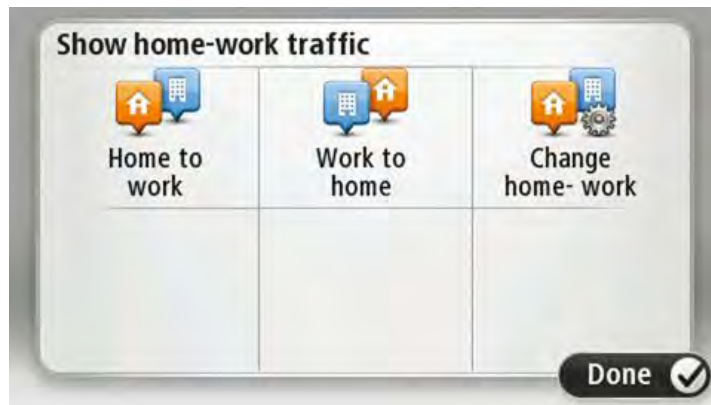 Show home-work traffic
Home to
work
Work to
home
Change
home- work
Done